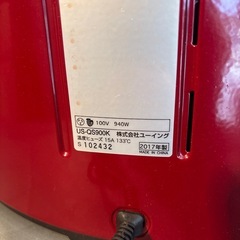 100V 940W
US-QS900K 株式会社ユーイング
温度ヒューズ 15A 133℃
S 102432
2017年製
MADE IN CHINA